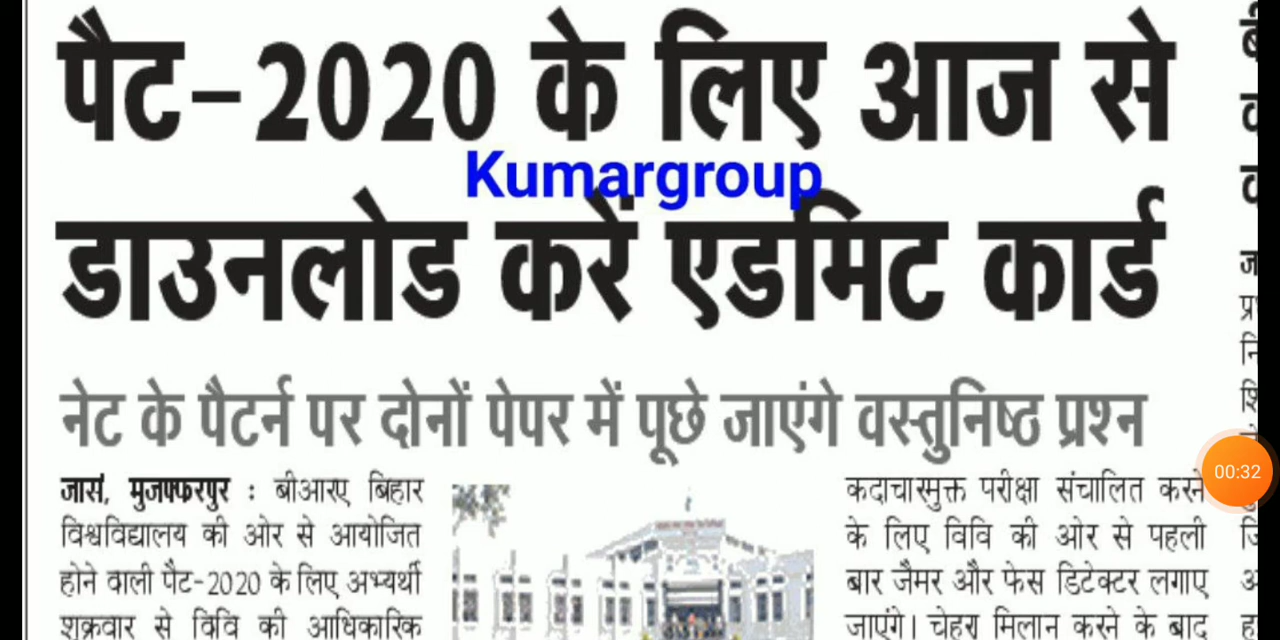 पैट-2020 के लिए आज से
Kumargroup
डाउनलोड करें एडमिट कार्ड
नेट के पैटर्न पर दोनों पेपर में पूछे जाएंगे वस्तुनिष्ठ प्रश्न
जासं, मुजफ्फरपुर : बीआरए बिहार
विश्वविद्यालय की ओर से आयोजित
होने वाली पैट-2020 के लिए अभ्यर्थी
शुक्रवार से विवि की आधिकारिक
कदाचारमुक्त परीक्षा संचालित करने
के लिए विवि की ओर से पहली
बार जैमर और फेस डिटेक्टर लगाए
जाएंगे। चेहरा मिलान करने के बाद
00:32